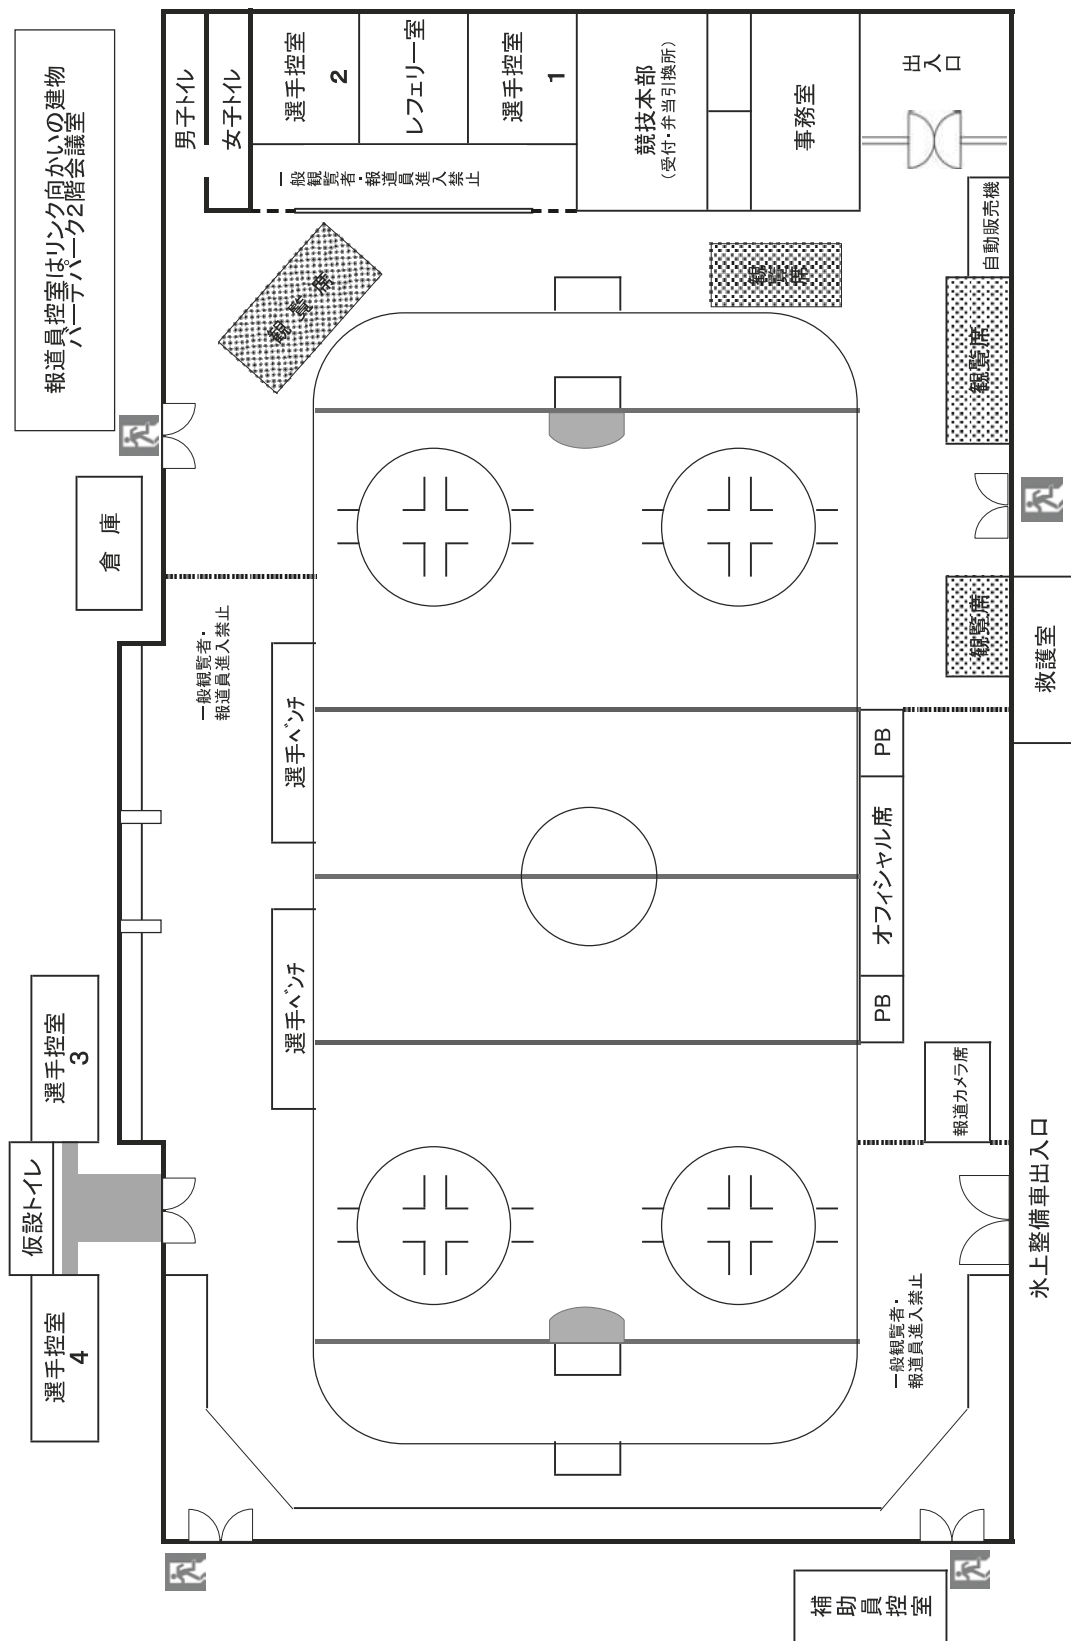 報道員控室はリンク向かいの建物
バーデパーク2階会議室
男子トイレ
女子トイレ
選手控室
2
レフェリー室
選手控室
1
競技本部
(受付・弁当引換所)
事務室
出入口
一般観覧者・報道員進入禁止
自動販売機
観覧席
観覧席
観覧席
観覧席
倉庫
救護室
一般観覧者・
報道員進入禁止
選手ベンチ
選手ベンチ
PB
オフィシャル席
PB
報道カメラ席
選手控室
3
仮設トイレ
選手控室
4
氷上整備車出入口
一般観覧者・
報道員進入禁止
補助員控室